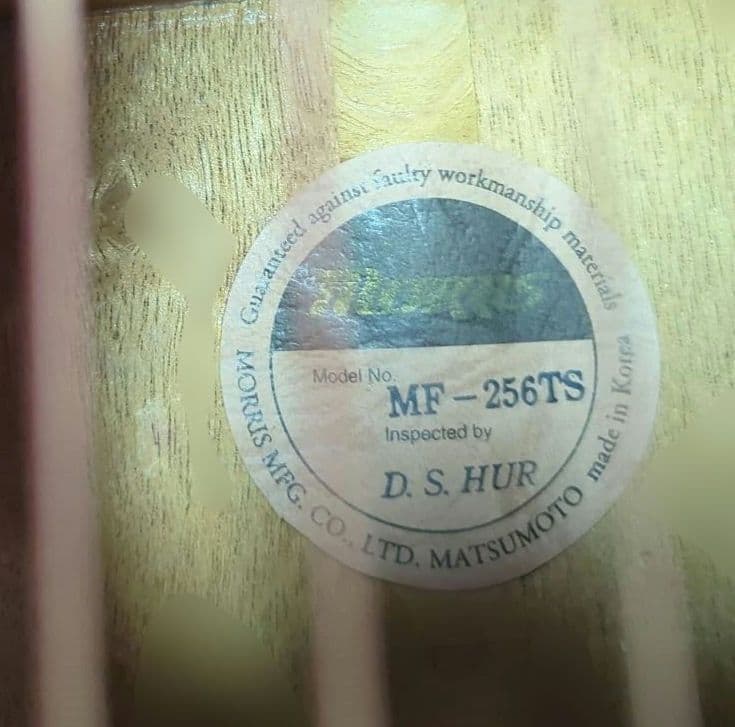 Guaranteed against faulty workmanship materials
Morris
Model No.
MF-256TS
Inspected by
D. S. HUR
MORRIS MFG. CO., LTD. MATSUMOTO made in Korea